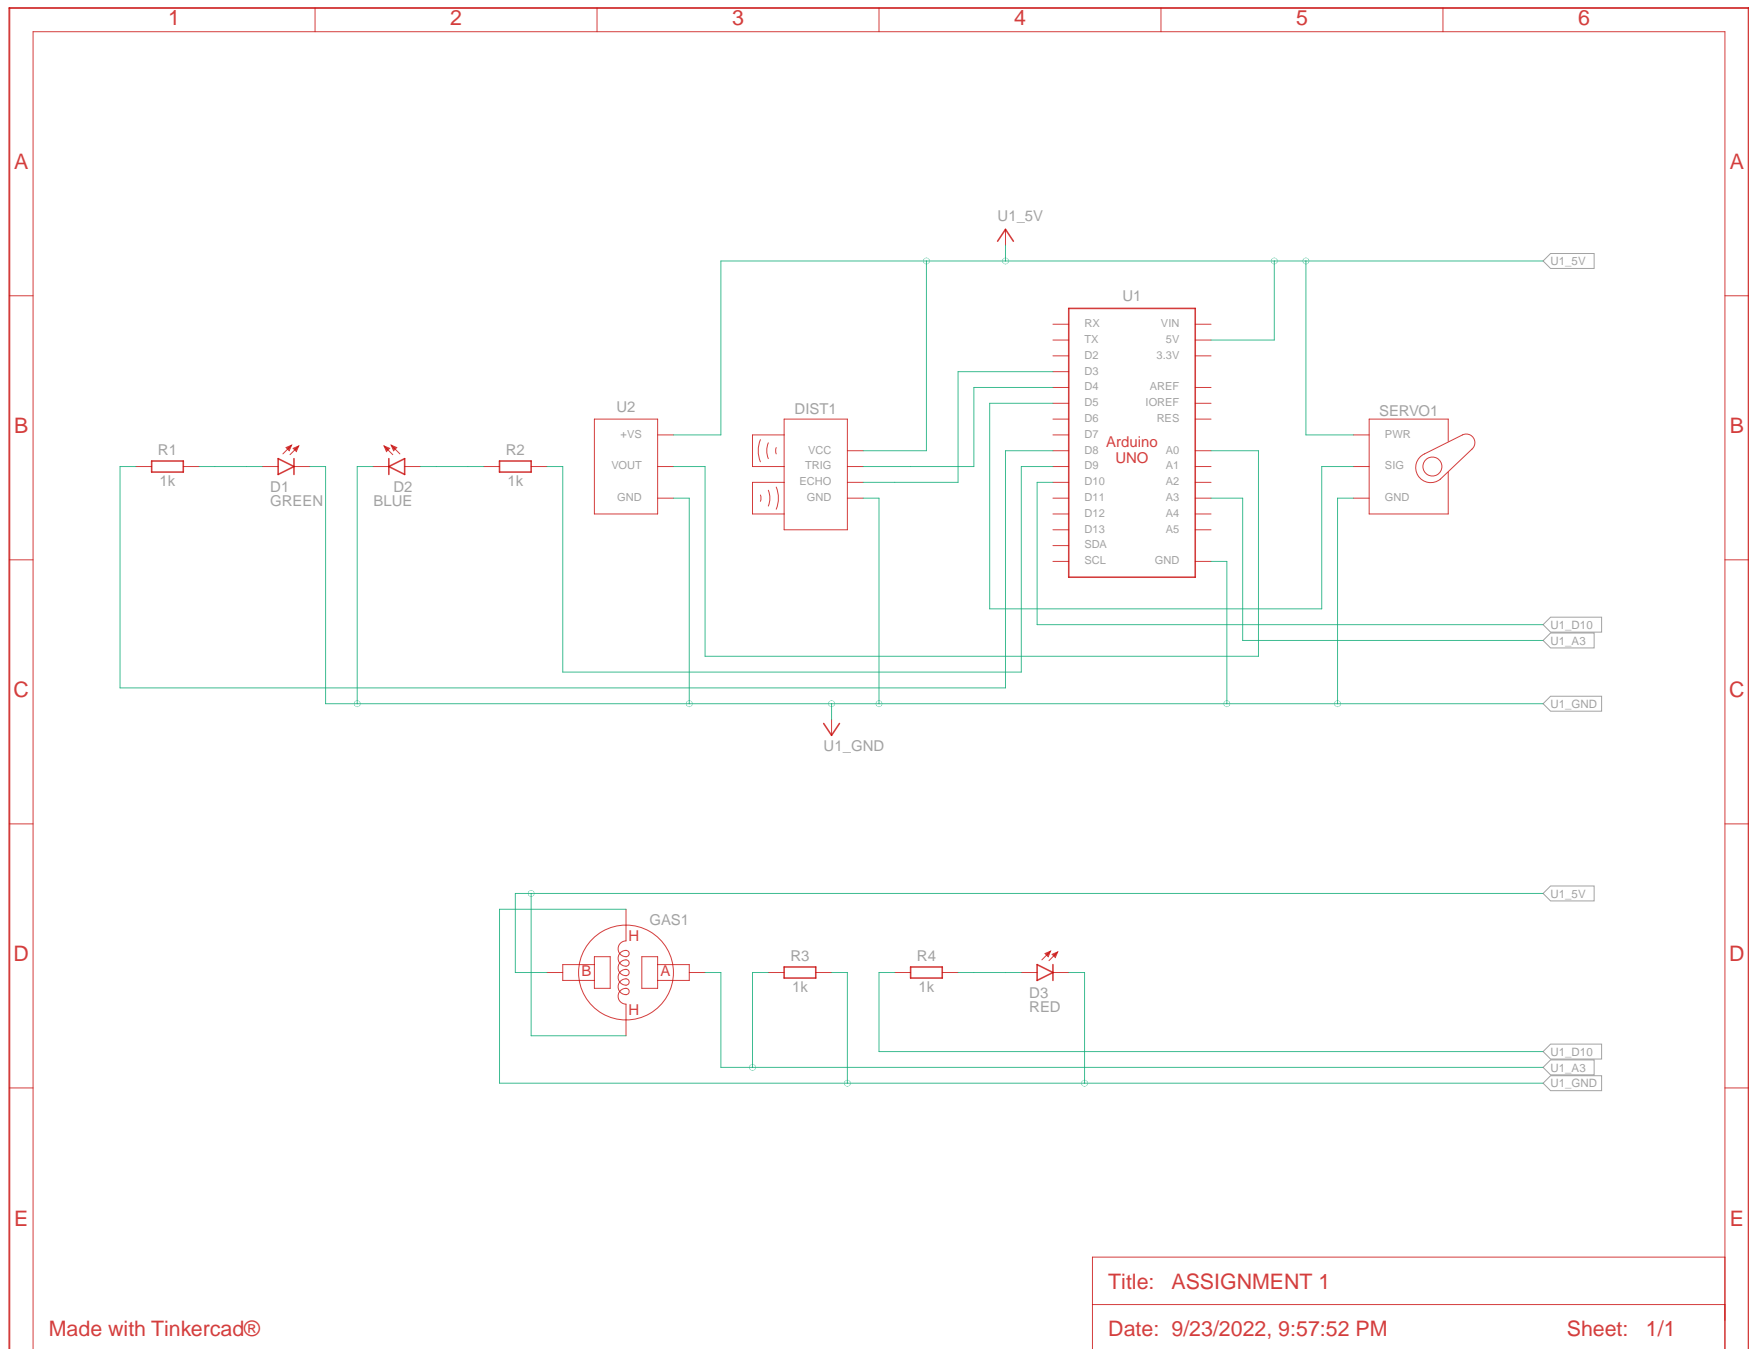 1 2 3 4 5 6
A A
U1_5V
U1_5V
U1
RX VIN
TX 5V
D2 3.3V
D3
D4 AREF
D5 IOREF
D6 RES
D7
Arduino
UNO
D8 A0
D9 A1
D10 A2
D11 A3
D12 A4
D13 A5
SDA
SCL GND
B B
R1
1k
D1
GREEN
D2
BLUE
R2
1k
U2
+VS
VOUT
GND
DIST1
VCC
TRIG
ECHO
GND
SERVO1
PWR
SIG
GND
U1_D10
U1_A3
C C
U1_GND
U1_GND
U1_5V
GAS1
H
B A
H
D D
R3
1k
R4
1k
D3
RED
U1_D10
U1_A3
U1_GND
E E
Title: ASSIGNMENT 1
Made with Tinkercad®
Date: 9/23/2022, 9:57:52 PM Sheet: 1/1